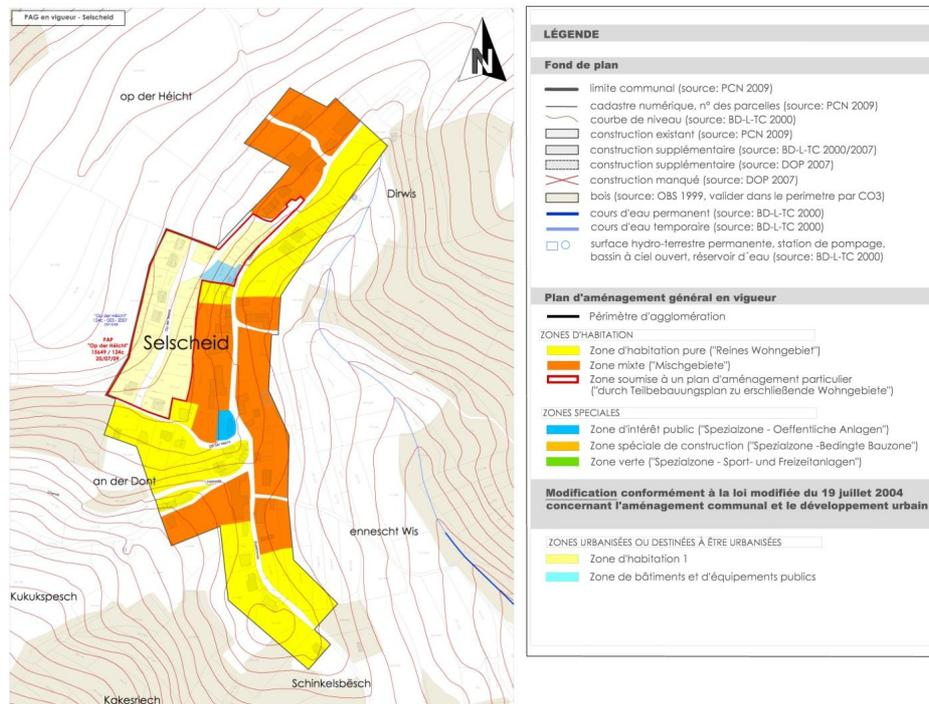 PAG en vigueur - Selscheid
N
op der Héicht
Dirwis
"Op der Héicht"
PAP
"Op der Héicht"
15649 / 124c
20/07/09
Selscheid
an der Dont
ennescht Wis
Kukukspesch
Schinkelsbësch
Kakesriech
LÉGENDE
Fond de plan
limite communal (source: PCN 2009)
cadastre numérique, n° des parcelles (source: PCN 2009)
courbe de niveau (source: BD-L-TC 2000)
construction existant (source: PCN 2009)
construction supplémentaire (source: BD-L-TC 2000/2007)
construction supplémentaire (source: DOP 2007)
construction manqué (source: DOP 2007)
bois (source: OBS 1999, valider dans le perimetre par CO3)
cours d'eau permanent (source: BD-L-TC 2000)
cours d'eau temporaire (source: BD-L-TC 2000)
surface hydro-terrestre permanente, station de pompage,
bassin à ciel ouvert, réservoir d´eau (source: BD-L-TC 2000)
Plan d'aménagement général en vigueur
Périmètre d'agglomération
ZONES D'HABITATION
Zone d'habitation pure ("Reines Wohngebiet")
Zone mixte ("Mischgebiete")
Zone soumise à un plan d'aménagement particulier
("durch Teilbebauungsplan zu erschließende Wohngebiete")
ZONES SPECIALES
Zone d'intérêt public ("Spezialzone - Oeffentliche Anlagen")
Zone spéciale de construction ("Spezialzone -Bedingte Bauzone")
Zone verte ("Spezialzone - Sport- und Freizeitanlagen")
Modification conformément à la loi modifiée du 19 juillet 2004
concernant l'aménagement communal et le développement urbain
ZONES URBANISÉES OU DESTINÉES À ÊTRE URBANISÉES
Zone d'habitation 1
Zone de bâtiments et d'équipements publics